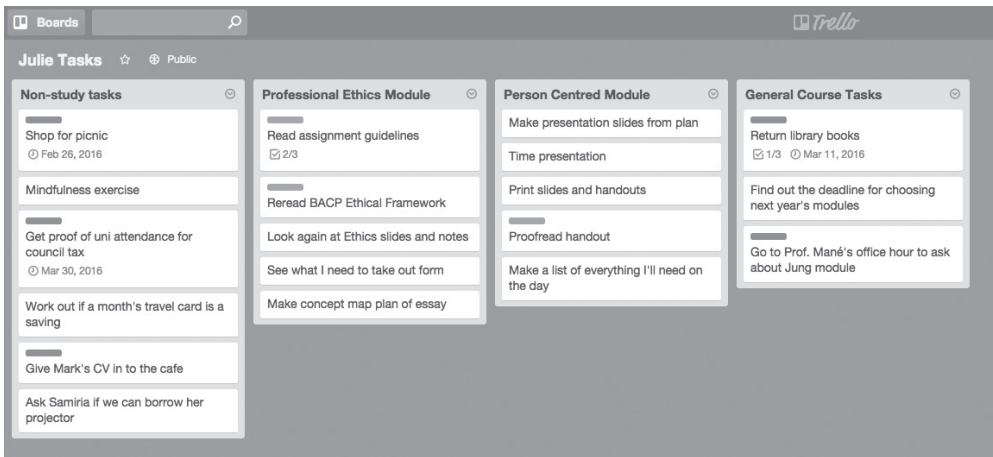 Boards
Trello
Julie Tasks
Public
Non-study tasks
Shop for picnic
Feb 26, 2016
Mindfulness exercise
Get proof of uni attendance for
council tax
Mar 30, 2016
Work out if a month's travel card is a
saving
Give Mark's CV in to the cafe
Ask Samiria if we can borrow her
projector
Professional Ethics Module
Read assignment guidelines
2/3
Reread BACP Ethical Framework
Look again at Ethics slides and notes
See what I need to take out form
Make concept map plan of essay
Person Centred Module
Make presentation slides from plan
Time presentation
Print slides and handouts
Proofread handout
Make a list of everything I'll need on
the day
General Course Tasks
Return library books
1/3 Mar 11, 2016
Find out the deadline for choosing
next year's modules
Go to Prof. Mané's office hour to ask
about Jung module